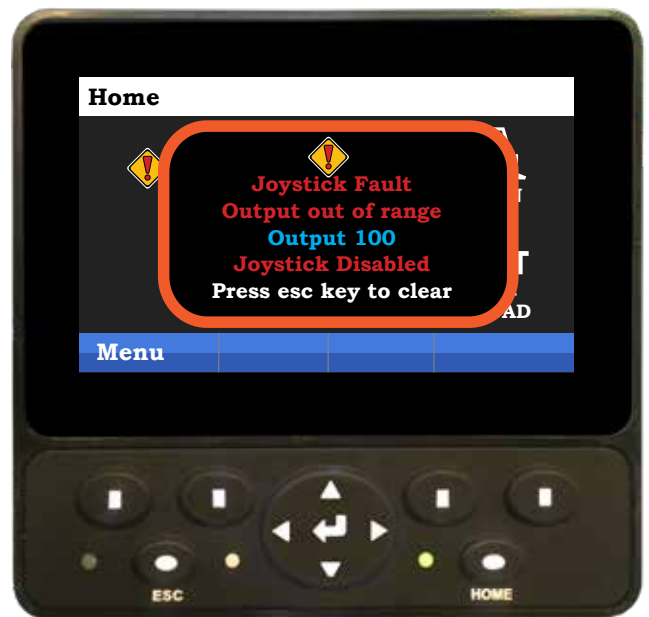 Home
Joystick Fault
Output out of range
Output 100
Joystick Disabled
Press esc key to clear
AD
Menu
ESC
HOME